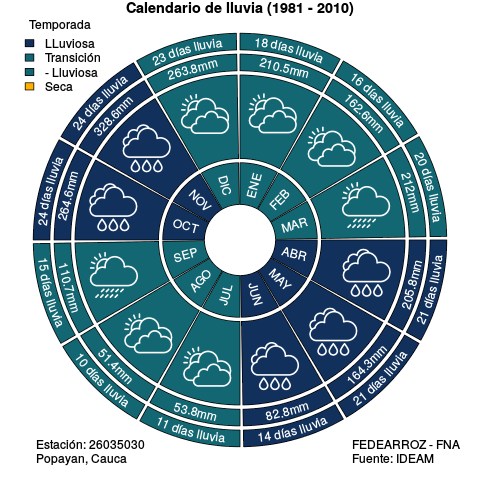 Calendario de lluvia (1981 - 2010)
Temporada
LLuviosa
Transición
- Lluviosa
Seca
18 días lluvia
210.5mm
ENE
16 días lluvia
162.6mm
FEB
20 días lluvia
212mm
MAR
21 días lluvia
205.8mm
ABR
21 días lluvia
164.3mm
MAY
14 días lluvia
82.8mm
JUN
11 días lluvia
53.8mm
JUL
10 días lluvia
51.4mm
AGO
15 días lluvia
110.7mm
SEP
24 días lluvia
264.6mm
OCT
24 días lluvia
328.6mm
NOV
23 días lluvia
263.8mm
DIC
Estación: 26035030
Popayan, Cauca
FEDEARROZ - FNA
Fuente: IDEAM